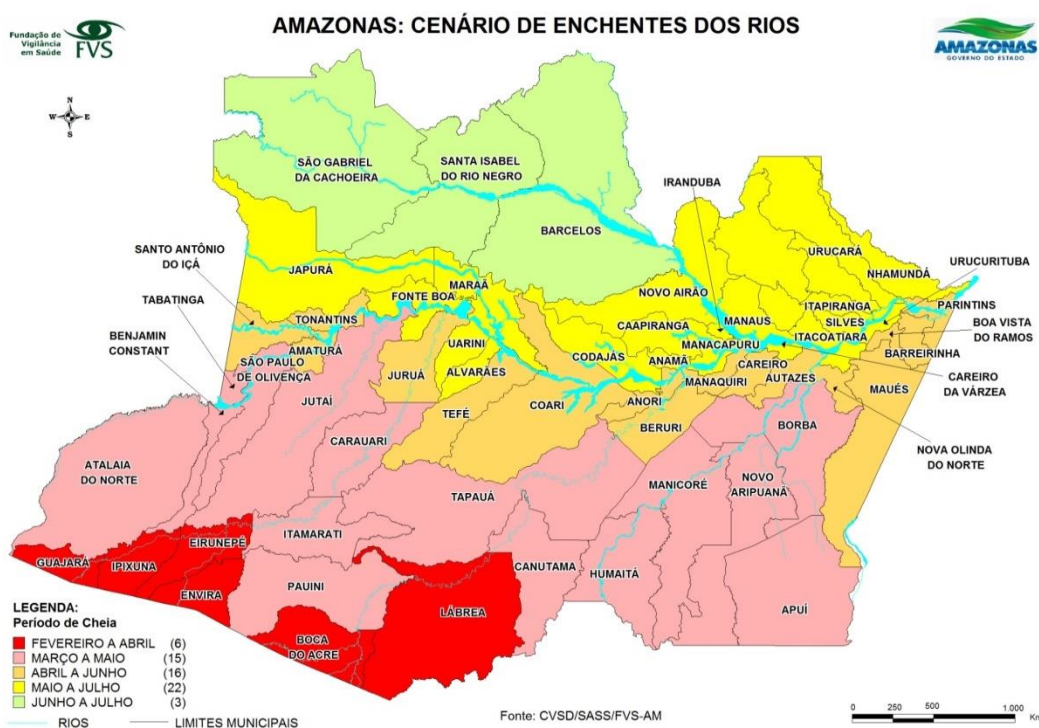 AMAZONAS: CENÁRIO DE ENCHENTES DOS RIOS
Fundação de
Vigilância
em Saúde
FVS
AMAZONAS
GOVERNO DO ESTADO
N
W
E
S
SÃO GABRIEL
DA CACHOEIRA
SANTA ISABEL
DO RIO NEGRO
BARCELOS
IRANDUBA
SANTO ANTÔNIO
DO IÇÁ
TABATINGA
BENJAMIN
CONSTANT
JAPURÁ
MARAÃ
FONTE BOA
TONANTINS
AMATURÁ
SÃO PAULO
DE OLIVENÇA
UARINI
ALVARÃES
JURUÁ
JUTAÍ
TEFÉ
COARI
CODAJÁS
CAAPIRANGA
ANAMÃ
ANORI
BERURI
MANACAPURU
MANAQUIRI
NOVO AIRÃO
MANAUS
CAREIRO
AUTAZES
ITACOATIARA
SILVES
ITAPIRANGA
URUCARÁ
NHAMUNDÁ
URUCURITUBA
PARINTINS
BOA VISTA
DO RAMOS
BARREIRINHA
MAUÉS
CAREIRO
DA VÁRZEA
NOVA OLINDA
DO NORTE
BORBA
NOVO
ARIPUANÃ
MANICORÉ
APUÍ
HUMAITÁ
CANUTAMA
TAPAUÁ
CARAUARI
ITAMARATI
PAUINI
LÁBREA
BOCA
DO ACRE
ATALAIA
DO NORTE
GUAJARÁ
IPIXUNA
EIRUNEPÉ
ENVIRA
LEGENDA:
Período de Cheia
FEVEREIRO A ABRIL (6)
MARÇO A MAIO (15)
ABRIL A JUNHO (16)
MAIO A JULHO (22)
JUNHO A JULHO (3)
RIOS
LIMITES MUNICIPAIS
Fonte: CVSD/SASS/FVS-AM
0 250 500 1.000
Km